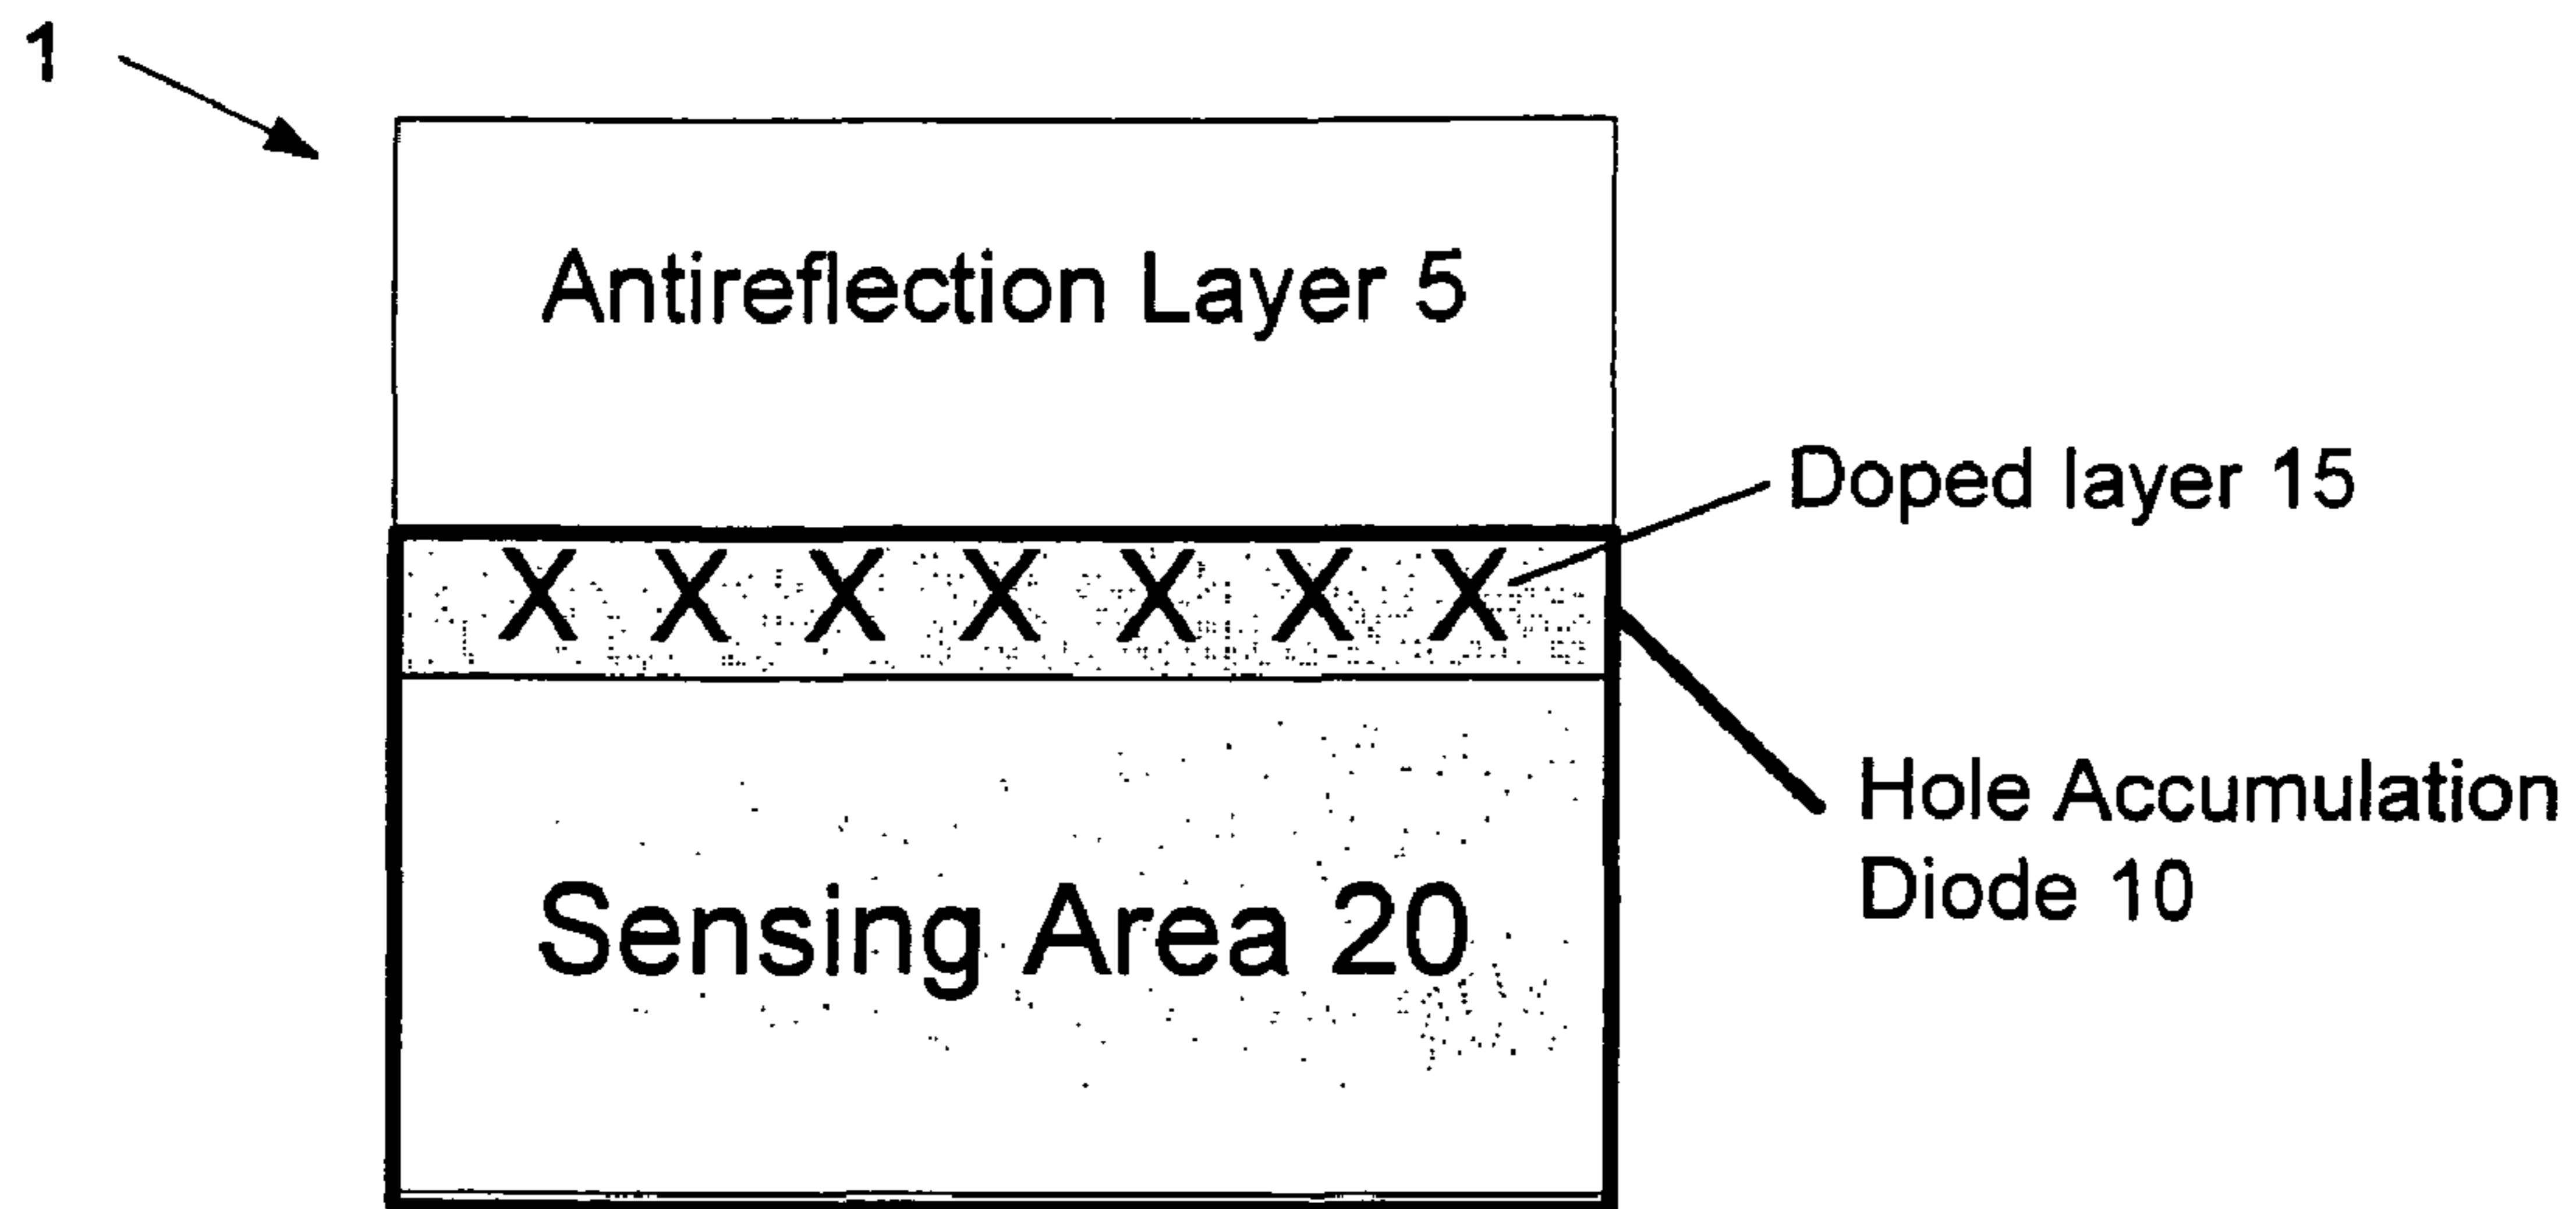 1
Antireflection Layer 5
Doped layer 15
X X X X X X X
Hole Accumulation
Diode 10
Sensing Area 20